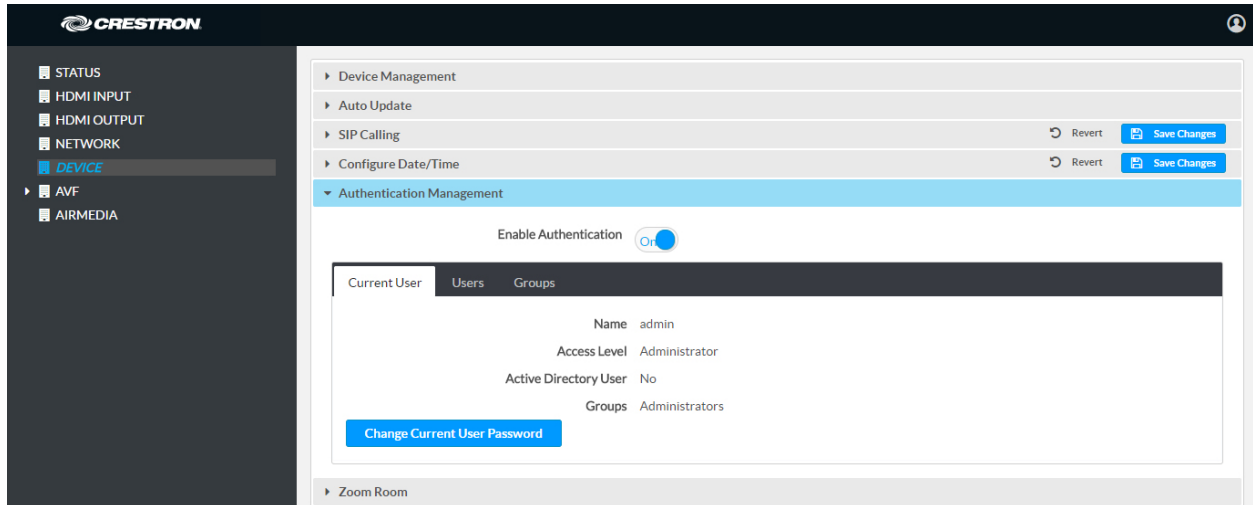 CRESTRON.
STATUS
HDMI INPUT
HDMI OUTPUT
NETWORK
DEVICE
AVF
AIRMEDIA
Device Management
Auto Update
SIP Calling Revert Save Changes
Configure Date/Time Revert Save Changes
Authentication Management
Enable Authentication On
Current User Users Groups
Name admin
Access Level Administrator
Active Directory User No
Groups Administrators
Change Current User Password
Zoom Room